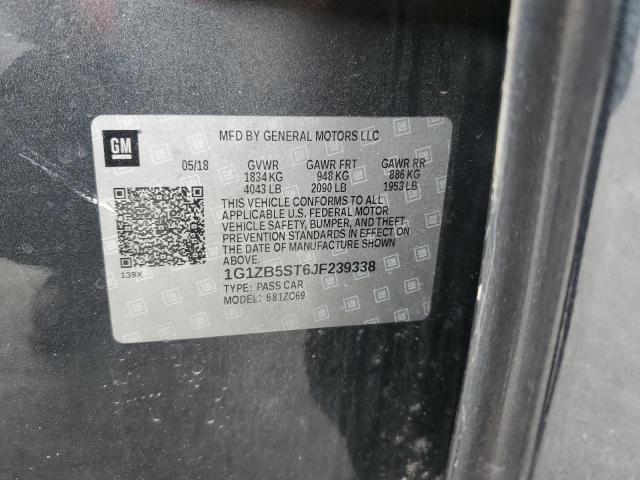 GM
MFD BY GENERAL MOTORS LLC
05/18 GVWR GAWR FRT GAWR RR
1834 KG 948 KG 886 KG
4043 LB 2090 LB 1953 LB
THIS VEHICLE CONFORMS TO ALL
APPLICABLE U.S. FEDERAL MOTOR
VEHICLE SAFETY, BUMPER, AND THEFT
PREVENTION STANDARDS IN EFFECT ON
THE DATE OF MANUFACTURE SHOWN
ABOVE.
139X
1G1ZB5ST6JF239338
TYPE: PASS CAR
MODEL: 681ZC69